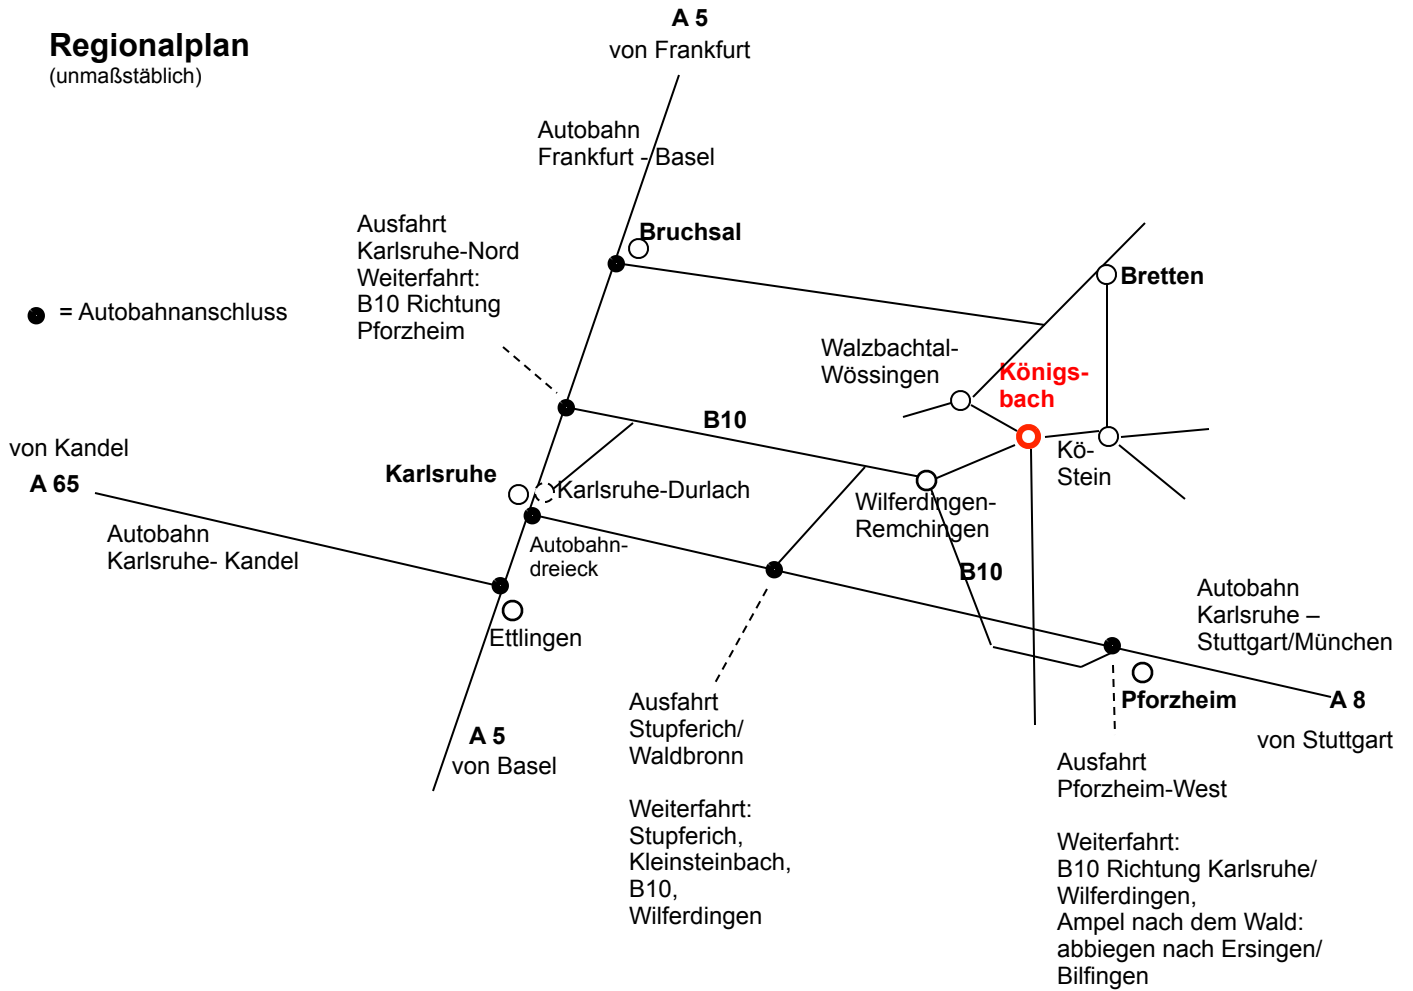 Regionalplan
(unmaßstäblich)
A 5
von Frankfurt
Autobahn
Frankfurt - Basel
Ausfahrt
Karlsruhe-Nord
Weiterfahrt:
B10 Richtung
Pforzheim
Bruchsal
Bretten
= Autobahnanschluss
Walzbachtal-
Wössingen
Königs-
bach
B10
von Kandel
A 65
Karlsruhe
Kö-
Stein
Karlsruhe-Durlach
Wilferdingen-
Remchingen
Autobahn
Karlsruhe- Kandel
Autobahn-
dreieck
B10
Autobahn
Karlsruhe –
Stuttgart/München
Ettlingen
Pforzheim
A 8
von Stuttgart
A 5
von Basel
Ausfahrt
Stupferich/
Waldbronn
Weiterfahrt:
Stupferich,
Kleinsteinbach,
B10,
Wilferdingen
Ausfahrt
Pforzheim-West
Weiterfahrt:
B10 Richtung Karlsruhe/
Wilferdingen,
Ampel nach dem Wald:
abbiegen nach Ersingen/
Bilfingen